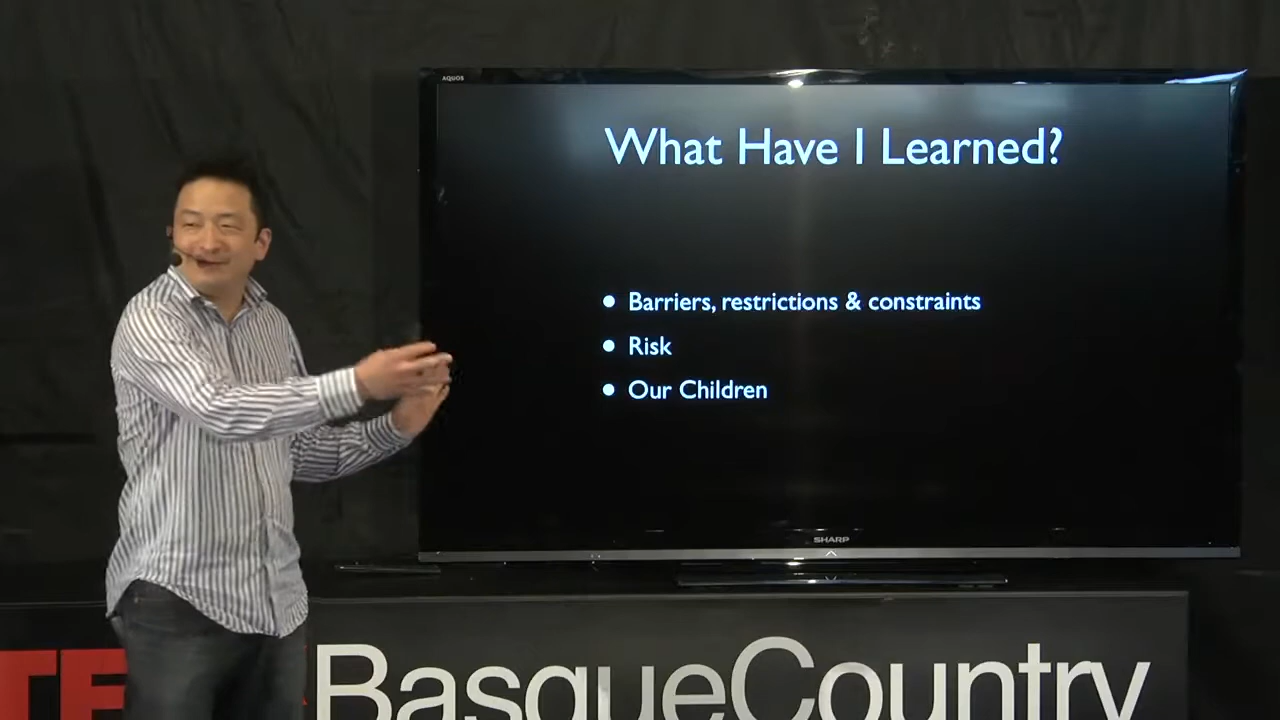 AQUOS
What Have I Learned?
• Barriers, restrictions & constraints
• Risk
• Our Children
SHARP
BasqueCountry